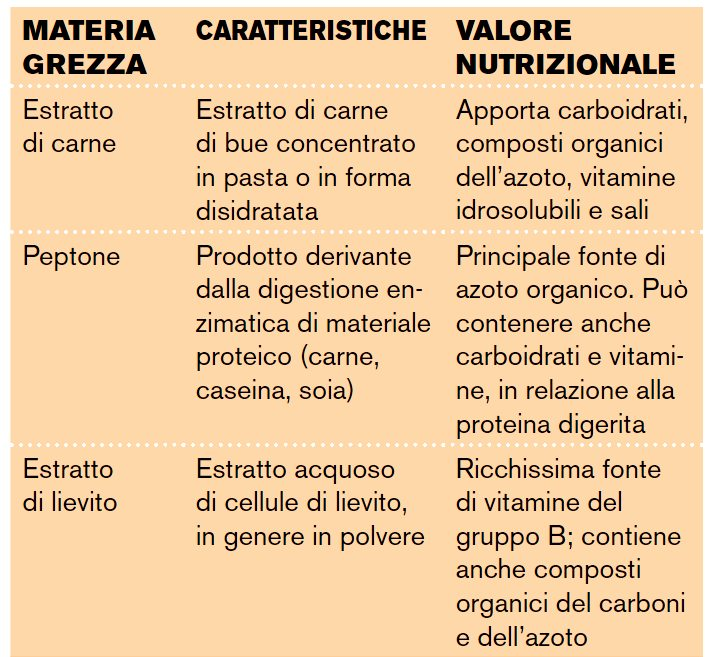 MATERIA GREZZA
CARATTERISTICHE
VALORE NUTRIZIONALE
Estratto
di carne
Estratto di carne
di bue concentrato
in pasta o in forma
disidratata
Apporta carboidrati,
composti organici
dell'azoto, vitamine
idrosolubili e sali
Peptone
Prodotto derivante
dalla digestione en-
zimatica di materiale
proteico (carne,
caseina, soia)
Principale fonte di
azoto organico. Può
contenere anche
carboidrati e vitami-
ne, in relazione alla
proteina digerita
Estratto
di lievito
Estratto acquoso
di cellule di lievito,
in genere in polvere
Ricchissima fonte
di vitamine del
gruppo B; contiene
anche composti
organici del carboni
e dell'azoto